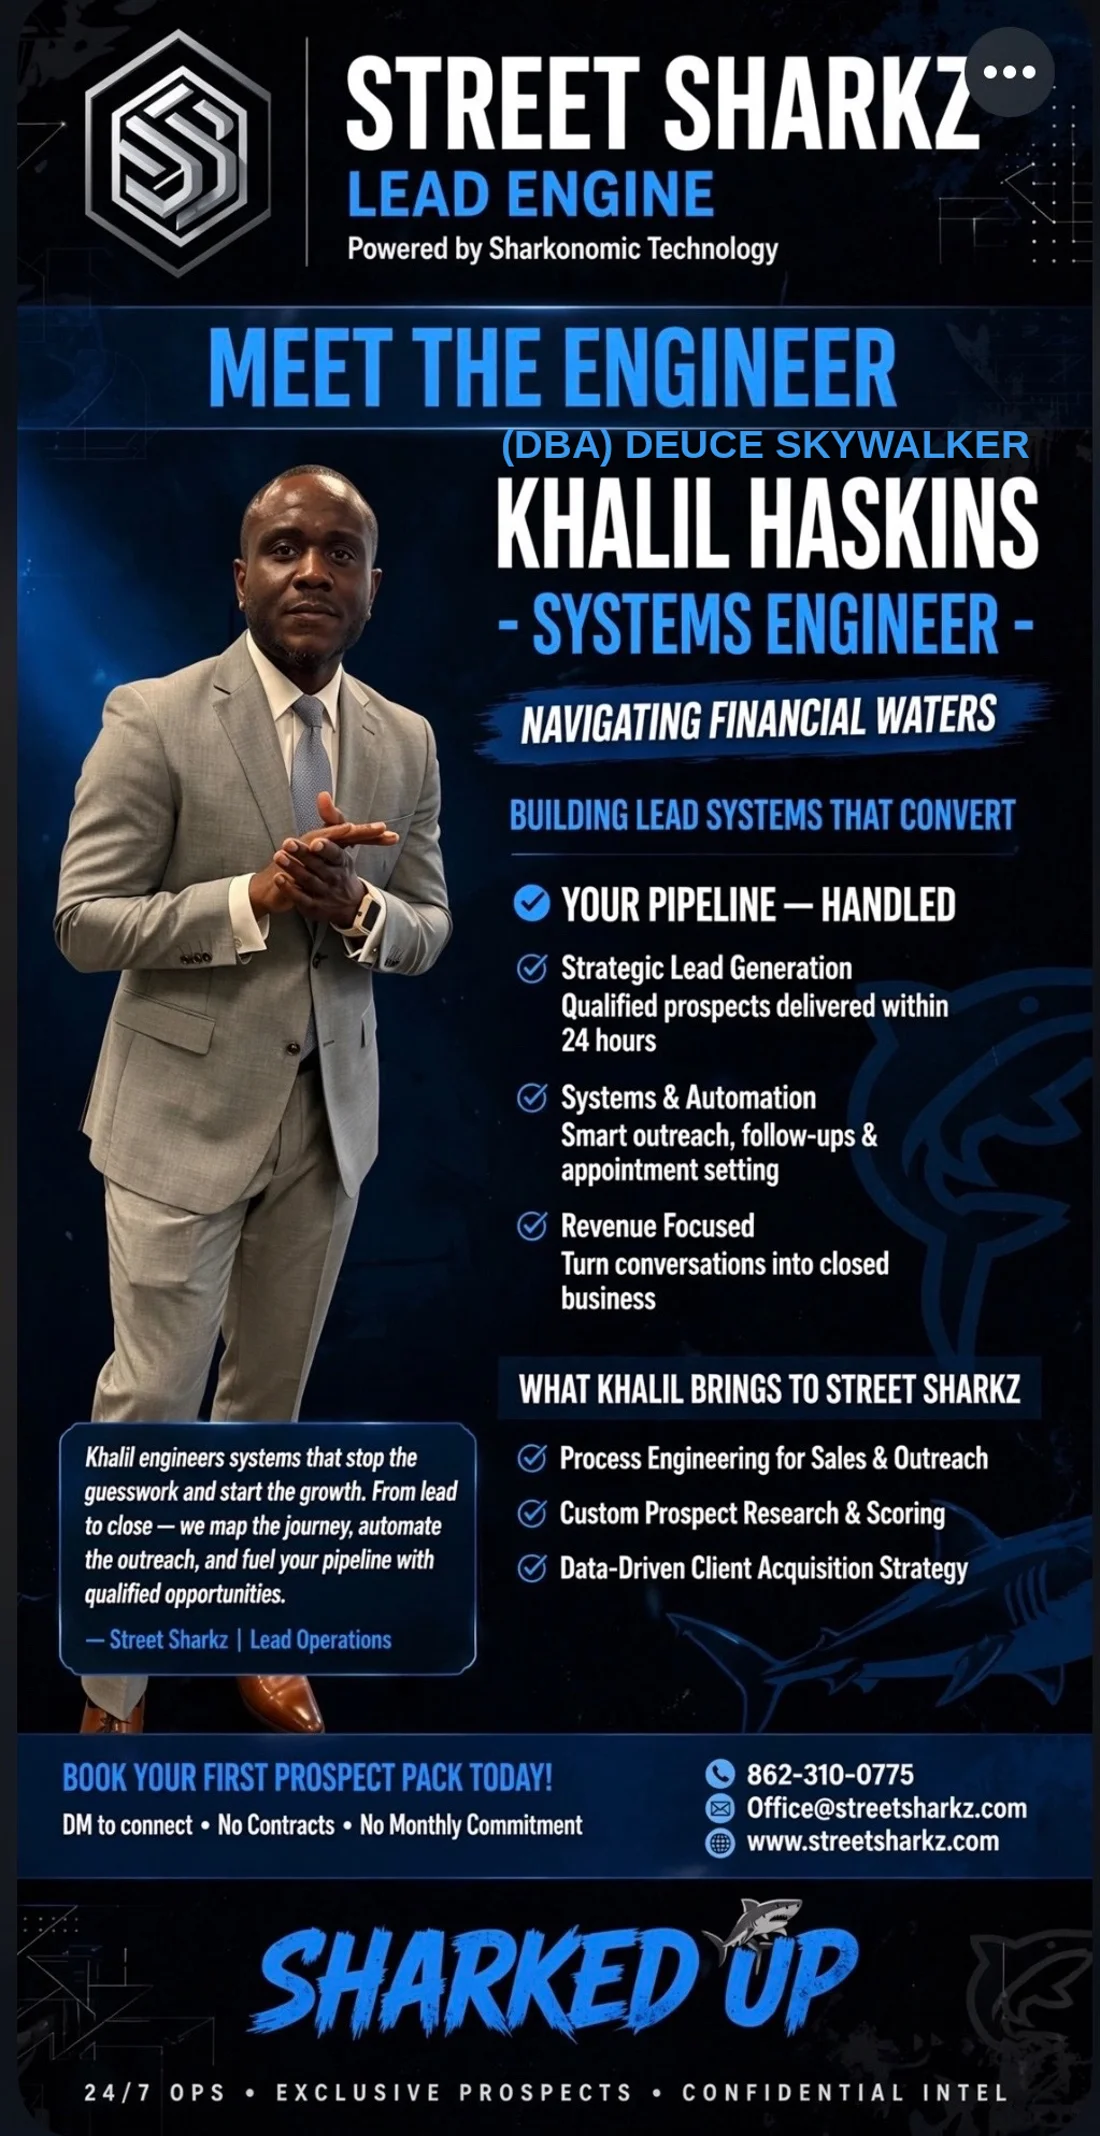 STREET SHARKZ
LEAD ENGINE
Powered by Sharkonomic Technology
MEET THE ENGINEER
(DBA) DEUCE SKYWALKER
KHALIL HASKINS
- SYSTEMS ENGINEER -
NAVIGATING FINANCIAL WATERS
BUILDING LEAD SYSTEMS THAT CONVERT
YOUR PIPELINE — HANDLED
Strategic Lead Generation
Qualified prospects delivered within
24 hours
Systems & Automation
Smart outreach, follow-ups &
appointment setting
Revenue Focused
Turn conversations into closed
business
WHAT KHALIL BRINGS TO STREET SHARKZ
Process Engineering for Sales & Outreach
Custom Prospect Research & Scoring
Data-Driven Client Acquisition Strategy
Khalil engineers systems that stop the
guesswork and start the growth. From lead
to close — we map the journey, automate
the outreach, and fuel your pipeline with
qualified opportunities.
— Street Sharkz | Lead Operations
BOOK YOUR FIRST PROSPECT PACK TODAY!
DM to connect • No Contracts • No Monthly Commitment
862-310-0775
Office@streetsharkz.com
www.streetsharkz.com
SHARKED UP
24/7 OPS • EXCLUSIVE PROSPECTS • CONFIDENTIAL INTEL